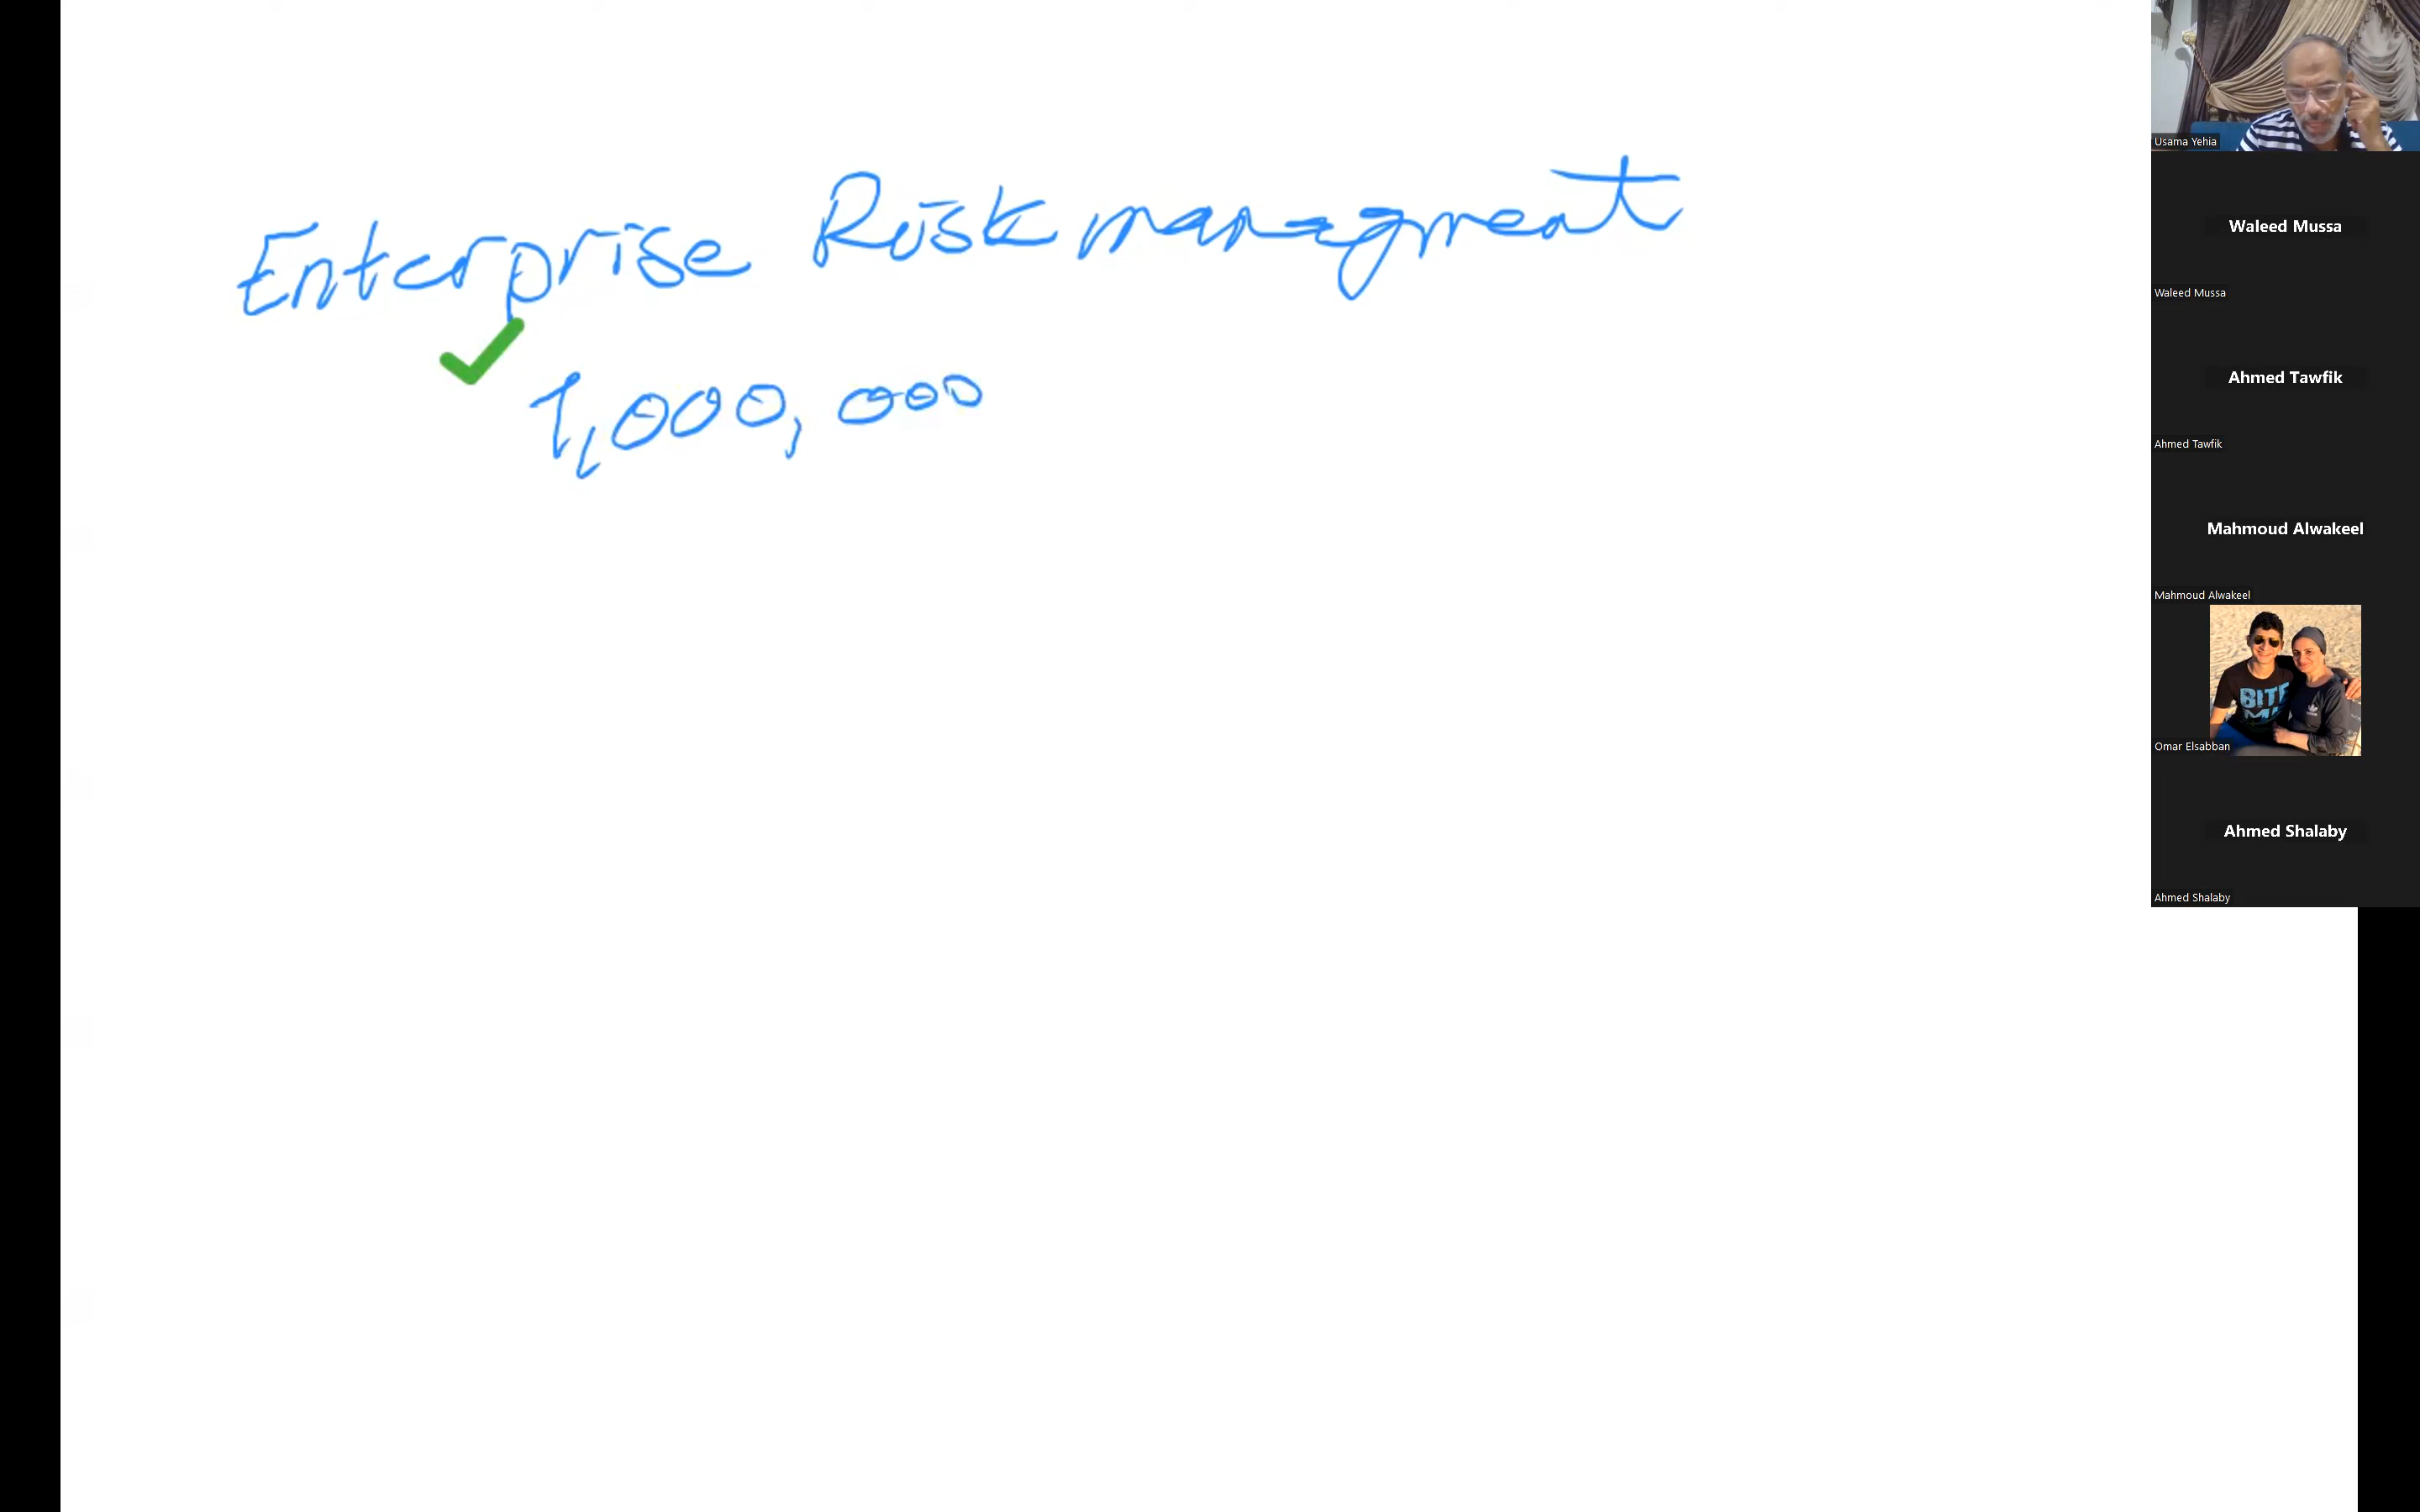 Enterprise Risk managment
1,000,000
Usama Yehia
Waleed Mussa
Waleed Mussa
Ahmed Tawfik
Ahmed Tawfik
Mahmoud Alwakeel
Mahmoud Alwakeel
BITE
Omar Elsabban
Ahmed Shalaby
Ahmed Shalaby